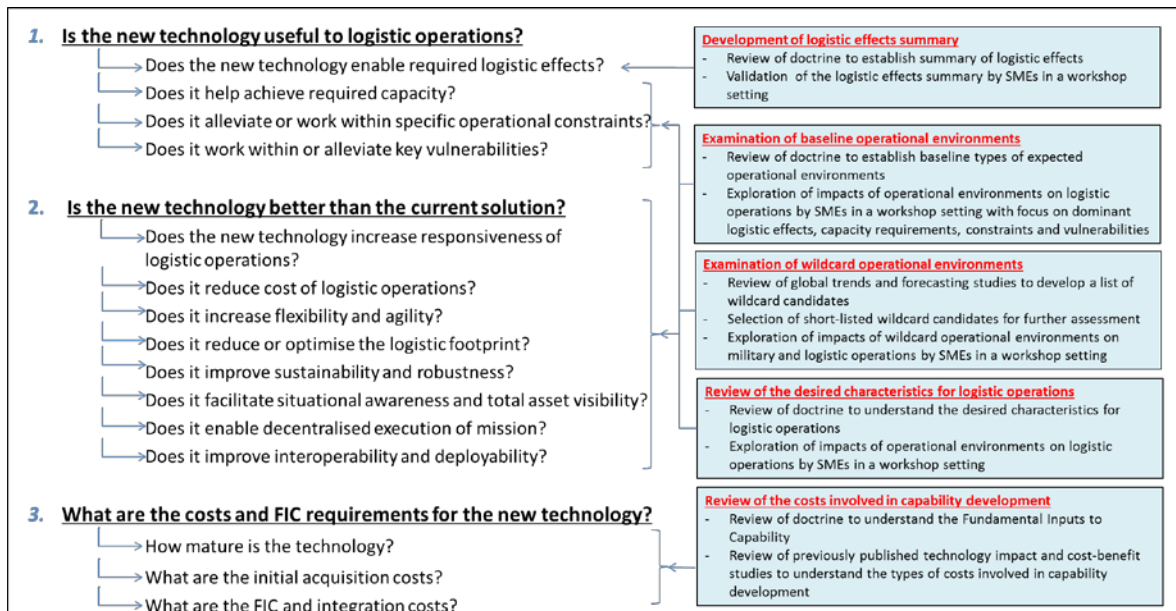 1. Is the new technology useful to logistic operations?
Does the new technology enable required logistic effects?
Does it help achieve required capacity?
Does it alleviate or work within specific operational constraints?
Does it work within or alleviate key vulnerabilities?
2. Is the new technology better than the current solution?
Does the new technology increase responsiveness of
logistic operations?
Does it reduce cost of logistic operations?
Does it increase flexibility and agility?
Does it reduce or optimise the logistic footprint?
Does it improve sustainability and robustness?
Does it facilitate situational awareness and total asset visibility?
Does it enable decentralised execution of mission?
Does it improve interoperability and deployability?
3. What are the costs and FIC requirements for the new technology?
How mature is the technology?
What are the initial acquisition costs?
What are the FIC and integration costs?
Development of logistic effects summary
- Review of doctrine to establish summary of logistic effects
- Validation of the logistic effects summary by SMEs in a workshop
setting
Examination of baseline operational environments
- Review of doctrine to establish baseline types of expected
operational environments
- Exploration of impacts of operational environments on logistic
operations by SMEs in a workshop setting with focus on dominant
logistic effects, capacity requirements, constraints and vulnerabilities
Examination of wildcard operational environments
- Review of global trends and forecasting studies to develop a list of
wildcard candidates
- Selection of short-listed wildcard candidates for further assessment
- Exploration of impacts of wildcard operational environments on
military and logistic operations by SMEs in a workshop setting
Review of the desired characteristics for logistic operations
- Review of doctrine to understand the desired characteristics for
logistic operations
- Exploration of impacts of operational environments on logistic
operations by SMEs in a workshop setting
Review of the costs involved in capability development
- Review of doctrine to understand the Fundamental Inputs to
Capability
- Review of previously published technology impact and cost-benefit
studies to understand the types of costs involved in capability
development